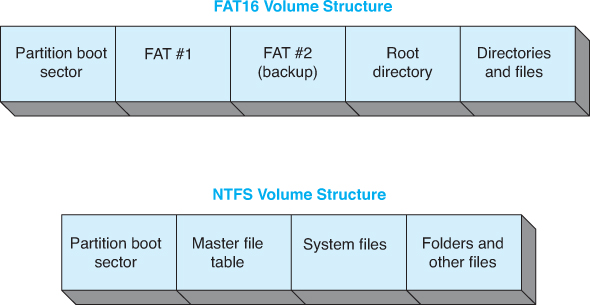 FAT16 Volume Structure
Partition boot
sector
FAT #1
FAT #2
(backup)
Root
directory
Directories
and files
NTFS Volume Structure
Partition boot
sector
Master file
table
System files
Folders and
other files